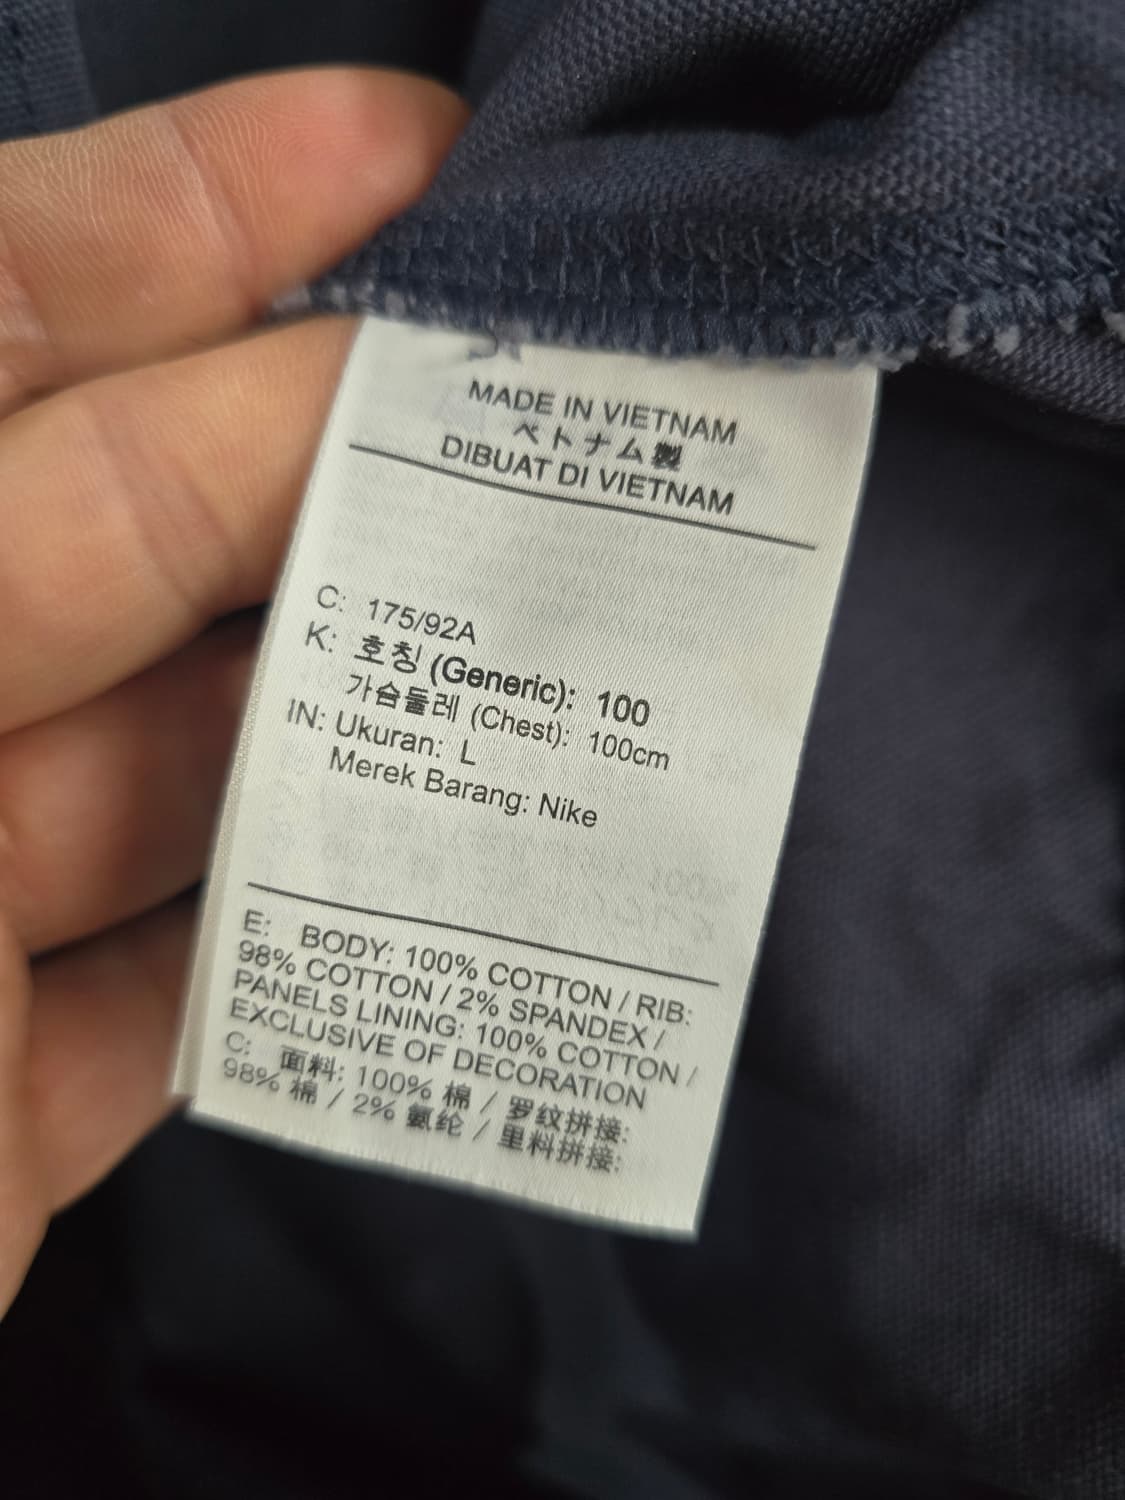 MADE IN VIETNAM
ベトナム製
DIBUAT DI VIETNAM
C: 175/92A
K: 호칭 (Generic): 100
가슴둘레 (Chest): 100cm
IN: Ukuran: L
Merek Barang: Nike
E: BODY: 100% COTTON / RIB:
98% COTTON / 2% SPANDEX /
PANELS LINING: 100% COTTON /
EXCLUSIVE OF DECORATION
C: 面料: 100% 棉 / 罗纹拼接:
98% 棉 / 2% 氨纶 / 里料拼接: